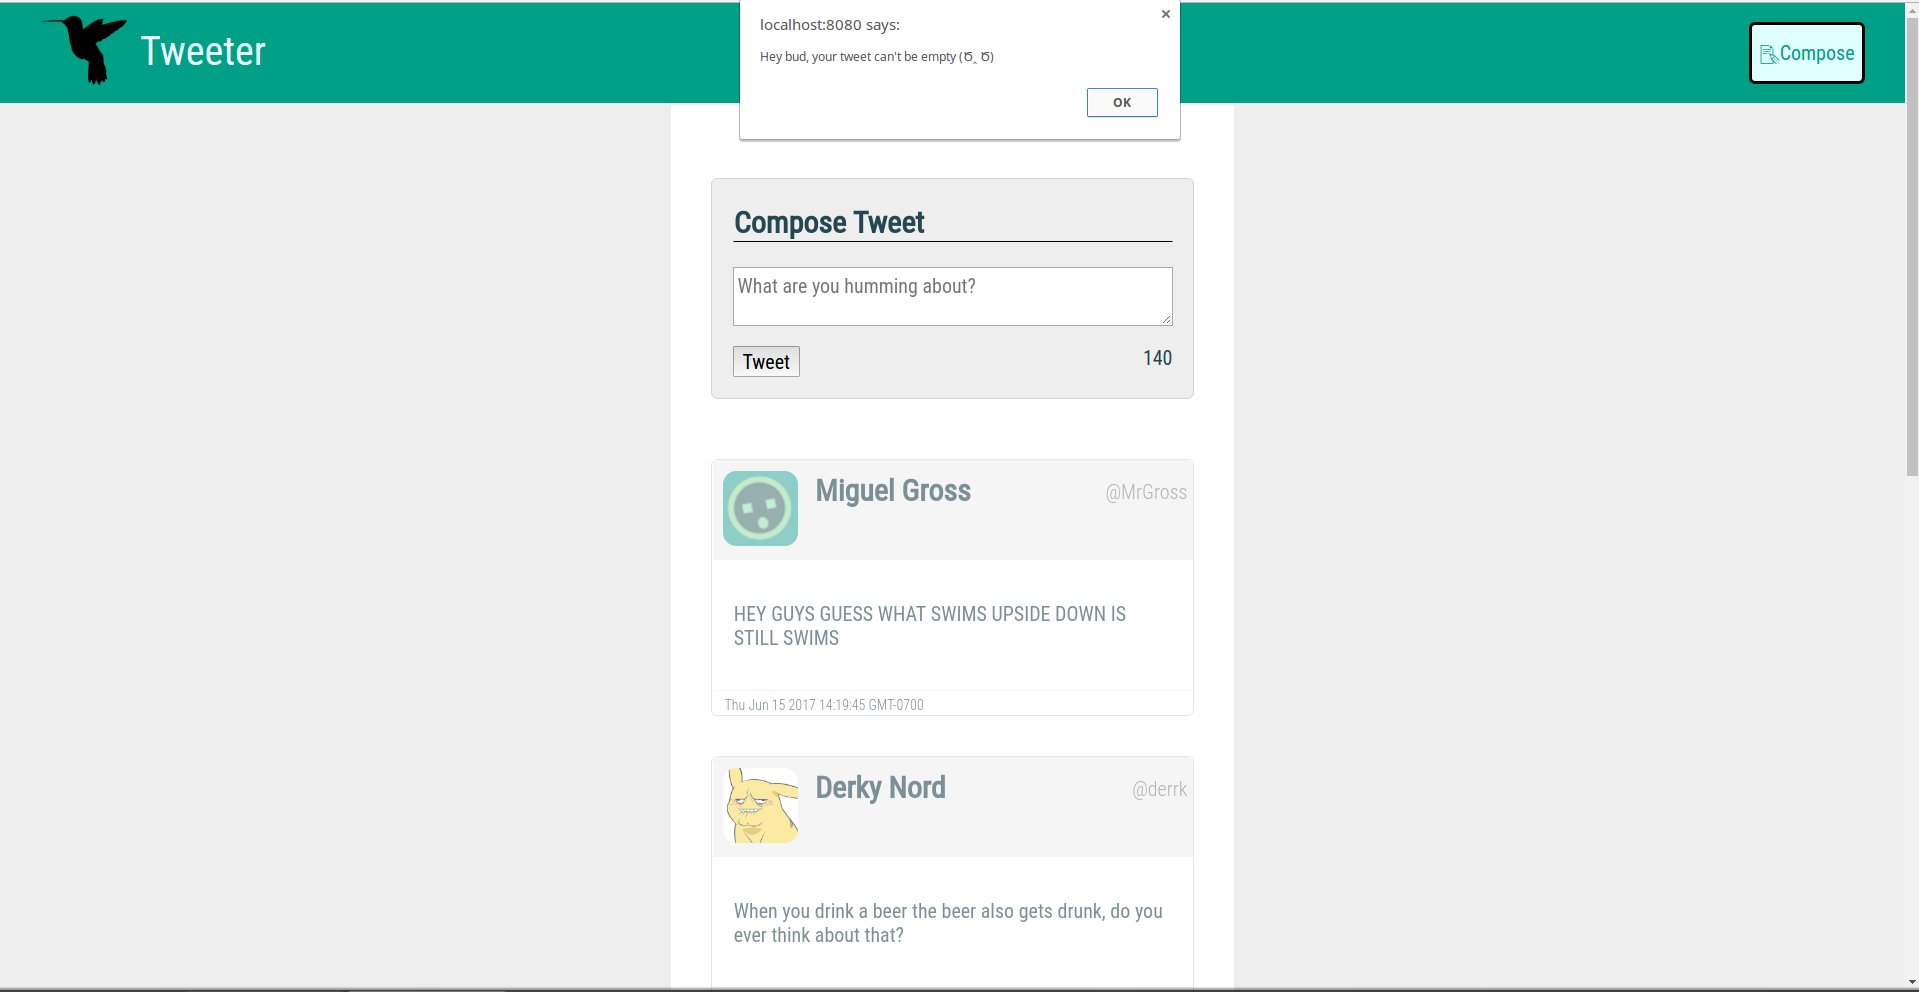 Tweeter
localhost:8080 says:
Hey bud, your tweet can't be empty (ʊ̄‸ ʊ̄)
OK
Compose
Compose Tweet
What are you humming about?
Tweet
140
Miguel Gross
@MrGross
HEY GUYS GUESS WHAT SWIMS UPSIDE DOWN IS
STILL SWIMS
Thu Jun 15 2017 14:19:45 GMT-0700
Derky Nord
@derrk
When you drink a beer the beer also gets drunk, do you
ever think about that?